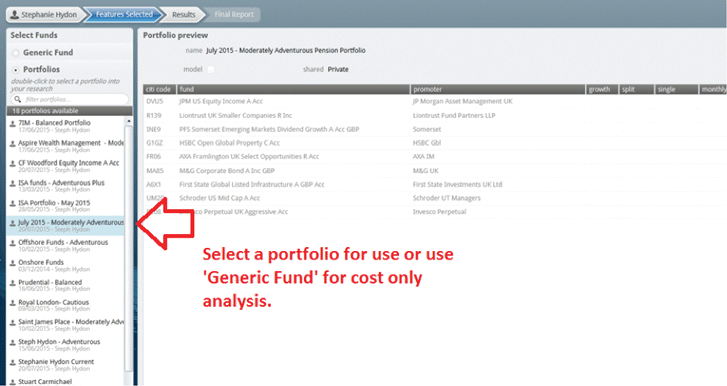 Stephanie Hydon Features Selected Results Final Report
Select Funds
Generic Fund
Portfolios
double-click to select a portfolio into
your research
filter portfolios...
18 portfolios available
7IM - Balanced Portfolio
17/06/2015 - Steph Hydon
Aspire Wealth Management - Mode
13/03/2015 - Steph Hydon
CF Woodford Equity Income A Acc
20/07/2015 - Steph Hydon
ISA funds - Adventurous Plus
13/03/2015 - Steph Hydon
ISA Portfolio - May 2015
28/05/2015 - Steph Hydon
July 2015 - Moderately Adventurous
20/07/2015 - Steph Hydon
Offshore Funds - Adventurous
10/02/2015 - Steph Hydon
Onshore Funds
03/12/2014 - Steph Hydon
Prudential - Balanced
16/06/2015 - Steph Hydon
Royal London- Cautious
09/03/2015 - Steph Hydon
Saint James Place - Moderately Adve
10/02/2015 - Steph Hydon
Steph Hydon - Adventurous
15/06/2015 - Steph Hydon
Stephanie Hydon Current
20/07/2015 - Steph Hydon
Stuart Carmichael
Portfolio preview
name July 2015 - Moderately Adventurous Pension Portfolio
model shared Private
citi code fund promoter growth split single monthly
DVU5 JPM US Equity Income A Acc JP Morgan Asset Management UK
R139 Liontrust UK Smaller Companies R Inc Liontrust Fund Partners LLP
INE9 PFS Somerset Emerging Markets Dividend Growth A Acc GBP Somerset
G1GZ HSBC Open Global Property C Acc HSBC Gbl
FR06 AXA Framlington UK Select Opportunities R Acc AXA IM
MA85 M&G Corporate Bond A Inc GBP M&G UK
A6X1 First State Global Listed Infrastructure A GBP Acc First State Investments UK Ltd
UM20 Schroder US Mid Cap A Acc Schroder UT Managers
Invesco Perpetual UK Aggressive Acc Invesco Perpetual
Select a portfolio for use or use
'Generic Fund' for cost only
analysis.